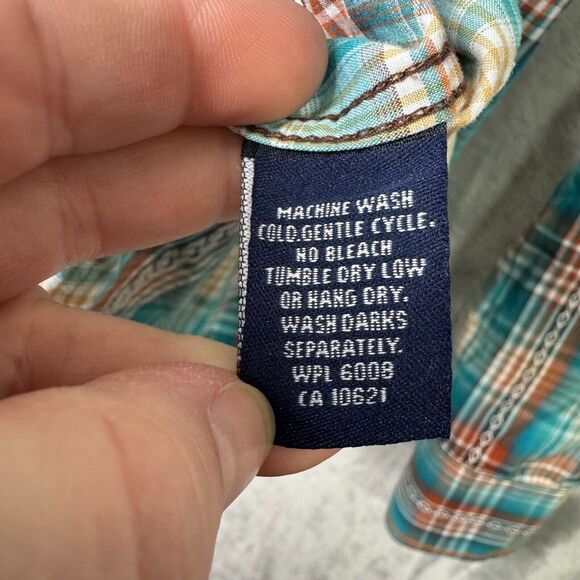 MACHINE WASH
COLD.GENTLE CYCLE.
NO BLEACH
TUMBLE DRY LOW
OR HANG DRY.
WASH DARKS
SEPARATELY.
WPL 6008
CA 10621